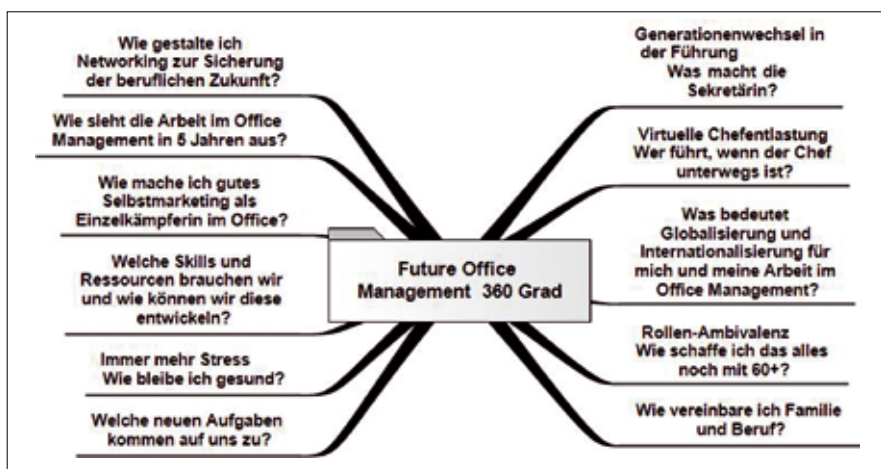 Wie gestalte ich
Networking zur Sicherung
der beruflichen Zukunft?
Wie sieht die Arbeit im Office
Management in 5 Jahren aus?
Wie mache ich gutes
Selbstmarketing als
Einzelkämpferin im Office?
Welche Skills und
Ressourcen brauchen wir
und wie können wir diese
entwickeln?
Immer mehr Stress
Wie bleibe ich gesund?
Welche neuen Aufgaben
kommen auf uns zu?
Future Office
Management 360 Grad
Generationenwechsel in
der Führung
Was macht die
Sekretärin?
Virtuelle Chefentlastung
Wer führt, wenn der Chef
unterwegs ist?
Was bedeutet
Globalisierung und
Internationalisierung für
mich und meine Arbeit im
Office Management?
Rollen-Ambivalenz
Wie schaffe ich das alles
noch mit 60+?
Wie vereinbare ich Familie
und Beruf?